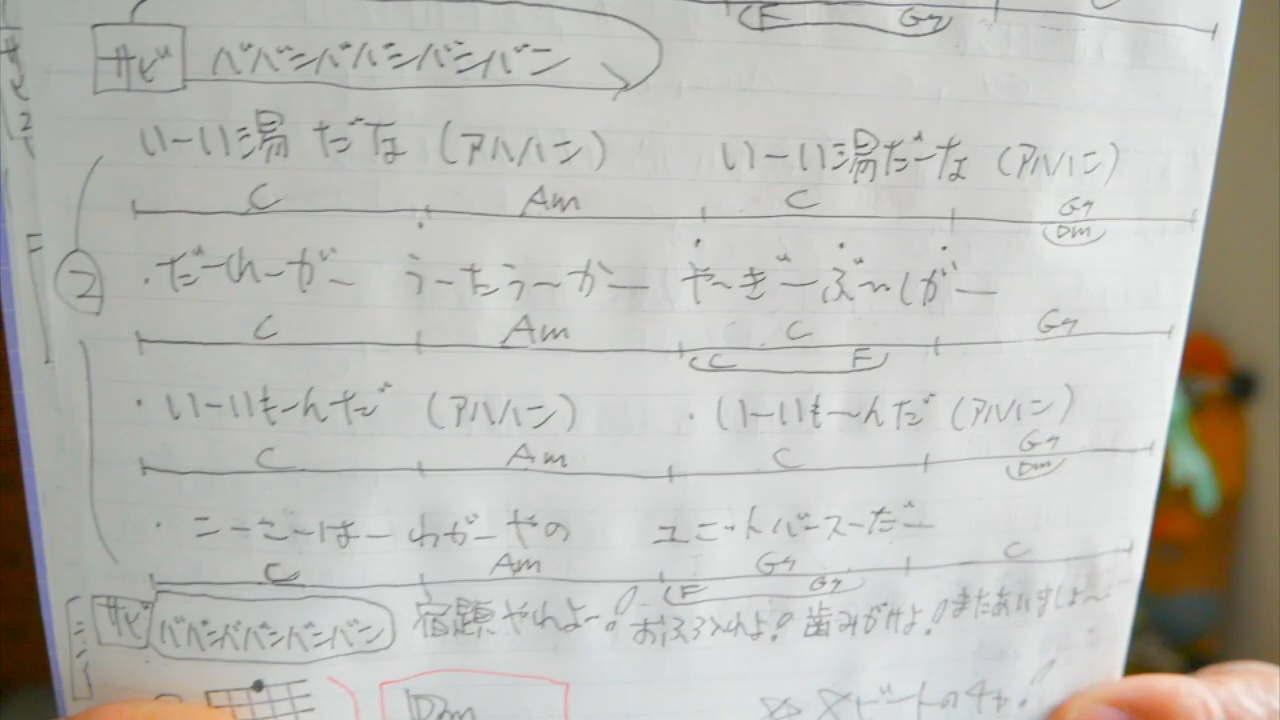 F G7
サビ ババンババンバンバン
いーい湯だな (アハハン) いーい湯だーな (アハハン)
C Am C G7
Dm
② ・だーれーがー うーたうーかー やーぎーぶーしがー
C Am C G7
C F
・いーいもーんだ (アハハン) ・いーいも〜んだ (アハハン)
C Am C G7
Dm
・こーこーはーわがーやの ユニットバースーだー
C Am G7 C
F G7
サビ ババンババンバンバン 宿題やれよー! おふろ入れよ! 歯みがけよ! またあいましょ〜
Dm